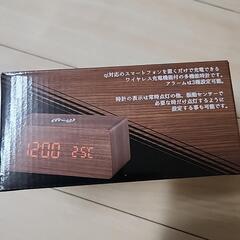 qi対応のスマートフォンを置くだけで充電できる
ワイヤレス充電機能付の多機能時計です。
アラームは3種設定可能。
時計の表示は常時点灯の他、振動センサーで
必要な時だけ点灯するように
設定する事も可能です。
12:00 25℃